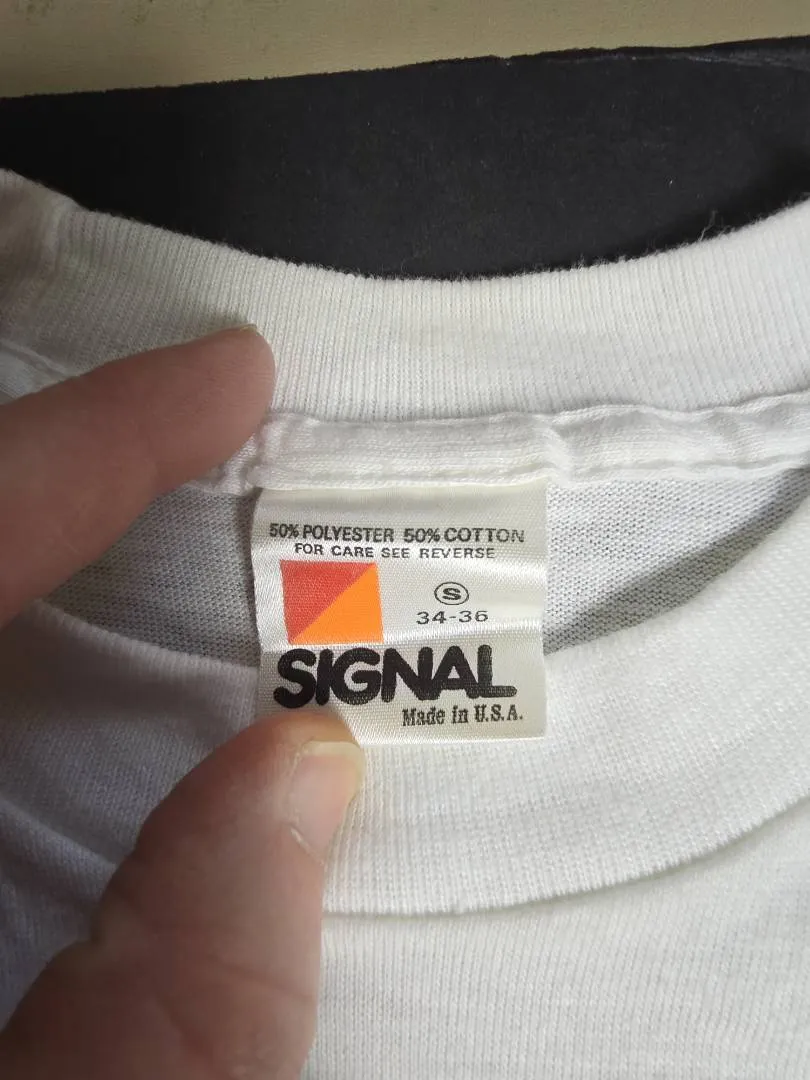 50% POLYESTER 50% COTTON
FOR CARE SEE REVERSE
S
34-36
SIGNAL
Made in U.S.A.